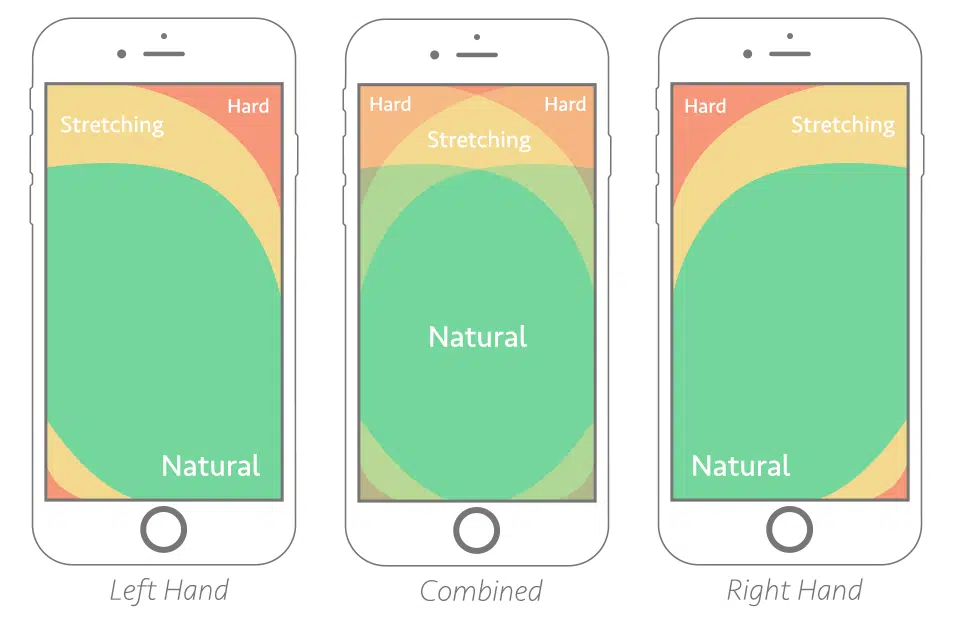 Hard
Stretching
Natural
Left Hand
Hard
Hard
Stretching
Natural
Combined
Hard
Stretching
Natural
Right Hand